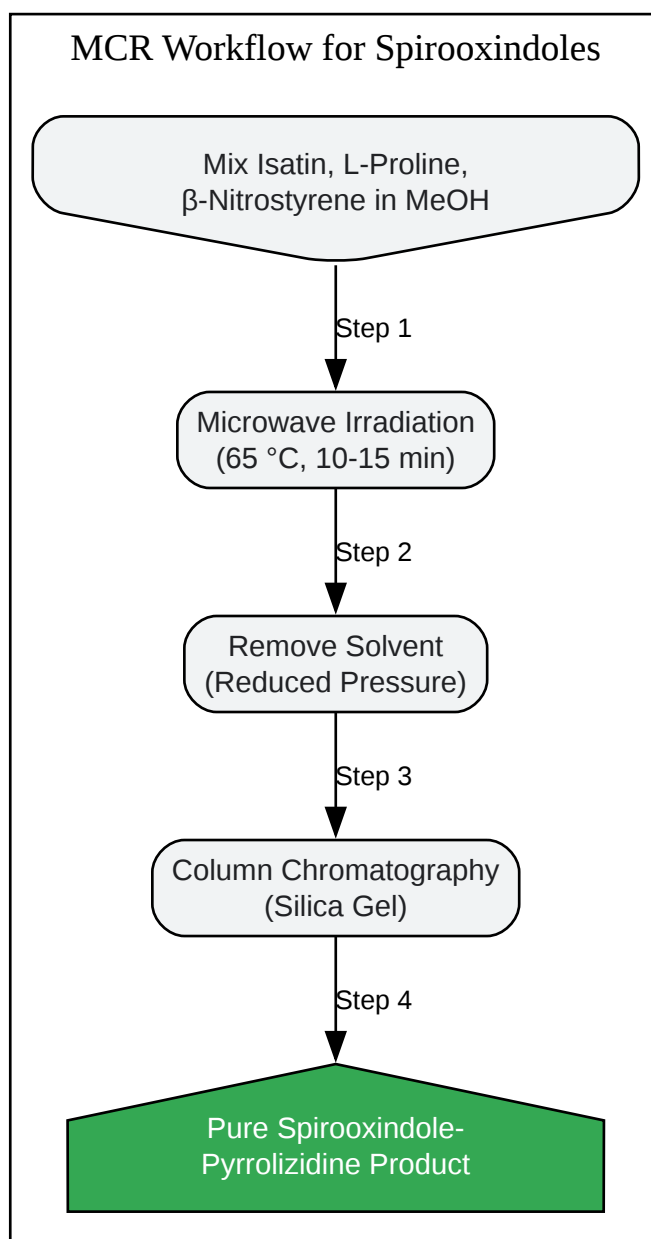 MCR Workflow for Spirooxindoles
Mix Isatin, L-Proline,
β-Nitrostyrene in MeOH
Step 1
Microwave Irradiation
(65 °C, 10-15 min)
Step 2
Remove Solvent
(Reduced Pressure)
Step 3
Column Chromatography
(Silica Gel)
Step 4
Pure Spirooxindole-
Pyrrolizidine Product